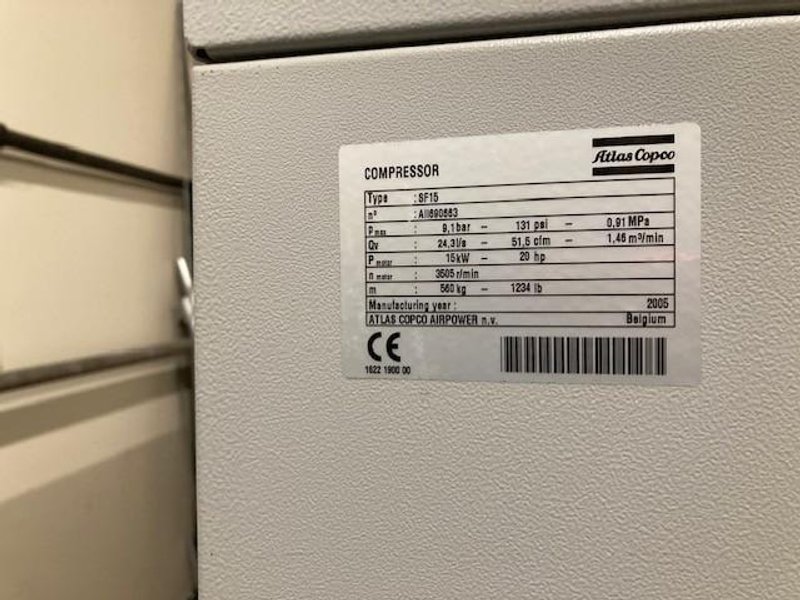 Atlas Copco
COMPRESSOR
Type : SF15
n° : AII690663
P max : 9,1 bar – 131 psi – 0,91 MPa
Qv : 24,3 l/s – 51,5 cfm – 1,46 m³/min
P motor : 15 kW – 20 hp
n motor : 3505 r/min
m : 560 kg – 1234 lb
Manufacturing year : 2005
ATLAS COPCO AIRPOWER n.v. Belgium
CE
1622 1900 00